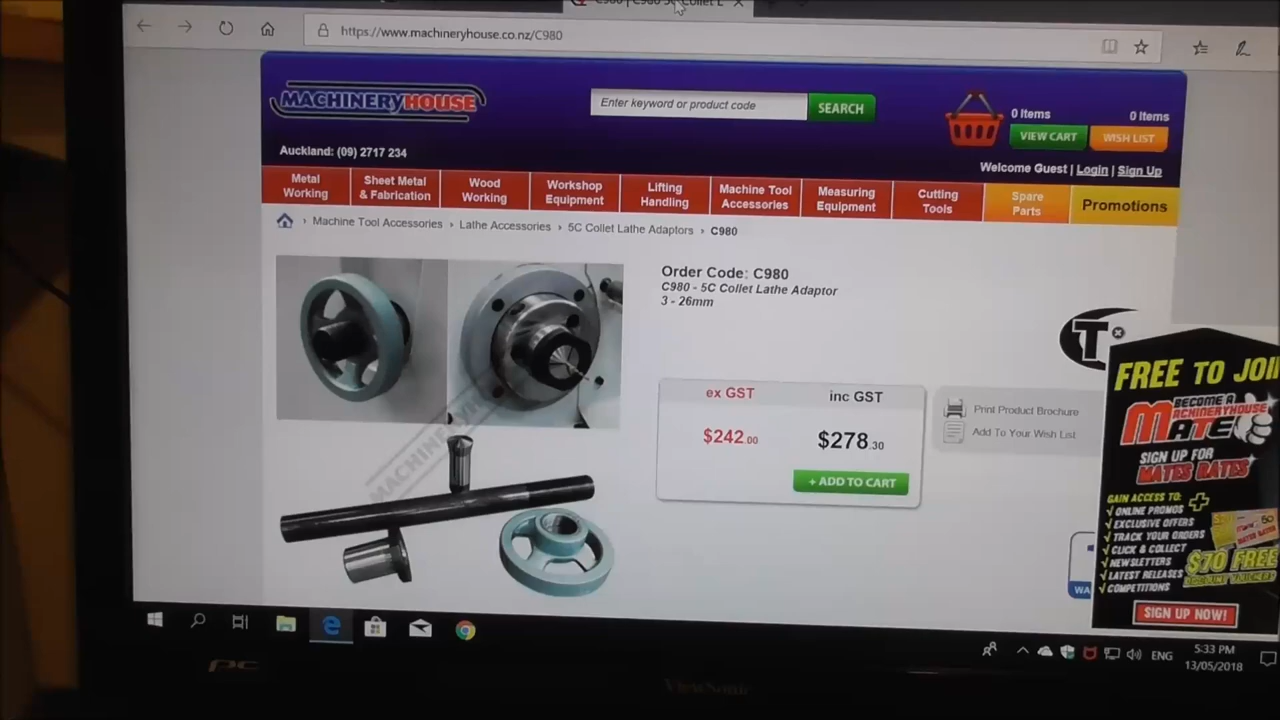 https://www.machineryhouse.co.nz/C980
MACHINERYHOUSE
Enter keyword or product code
SEARCH
0 Items
0 Items
VIEW CART
WISH LIST
Auckland: (09) 2717 234
Welcome Guest | Login | Sign Up
Metal Working
Sheet Metal & Fabrication
Wood Working
Workshop Equipment
Lifting Handling
Machine Tool Accessories
Measuring Equipment
Cutting Tools
Spare Parts
Promotions
› Machine Tool Accessories › Lathe Accessories › 5C Collet Lathe Adaptors › C980
Order Code: C980
C980 - 5C Collet Lathe Adaptor
3 - 26mm
T
ex GST
inc GST
$242.00
$278.30
+ ADD TO CART
Print Product Brochure
Add To Your Wish List
FREE TO JOI
BECOME A
MACHINERYHOUSE
MATE
SIGN UP FOR
MATES RATES
GAIN ACCESS TO:
√ ONLINE PROMOS
√ EXCLUSIVE OFFERS
√ TRACK YOUR ORDERS
√ CLICK & COLLECT
√ NEWSLETTERS
√ LATEST RELEASES
√ COMPETITIONS
$70 FREE
SIGN UP NOW!
WA
ENG
5:33 PM
13/05/2018
PC
ViewSonic